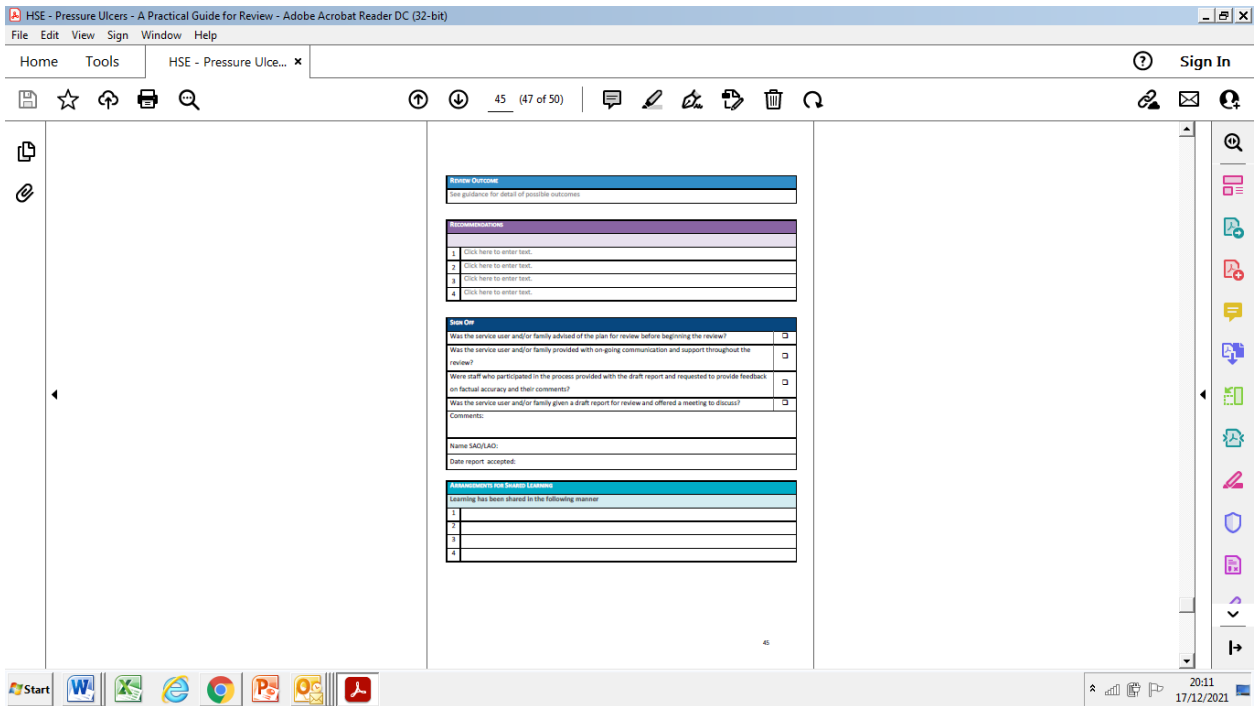 HSE - Pressure Ulcers - A Practical Guide for Review - Adobe Acrobat Reader DC (32-bit)
File Edit View Sign Window Help
Home Tools HSE - Pressure Ulce... × Sign In
45 (47 of 50)
REVIEW OUTCOME
See guidance for detail of possible outcomes
RECOMMENDATIONS
1 Click here to enter text.
2 Click here to enter text.
3 Click here to enter text.
4 Click here to enter text.
SIGN OFF
Was the service user and/or family advised of the plan for review before beginning the review?
Was the service user and/or family provided with on-going communication and support throughout the
review?
Were staff who participated in the process provided with the draft report and requested to provide feedback
on factual accuracy and their comments?
Was the service user and/or family given a draft report for review and offered a meeting to discuss?
Comments:
Name SAO/LAO:
Date report accepted:
ARRANGEMENTS FOR SHARED LEARNING
Learning has been shared in the following manner
1
2
3
4
45
Start
20:11
17/12/2021